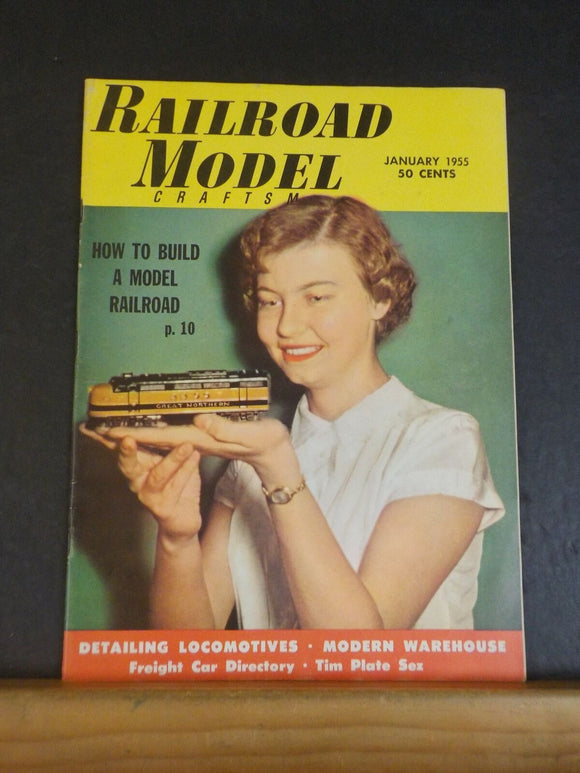 RAILROAD
MODEL
CRAFTSM
JANUARY 1955
50 CENTS
HOW TO BUILD
A MODEL
RAILROAD
p. 10
GREAT NORTHERN
DETAILING LOCOMOTIVES · MODERN WAREHOUSE
Freight Car Directory · Tim Plate Sez